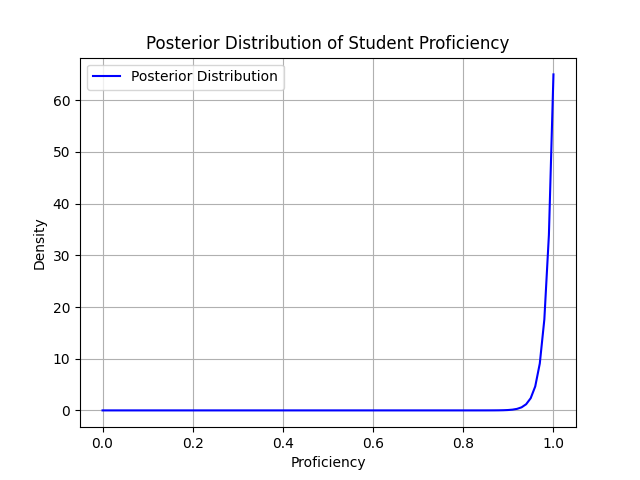 Posterior Distribution of Student Proficiency
Posterior Distribution
60
50
40
30
20
10
0
Density
0.0 0.2 0.4 0.6 0.8 1.0
Proficiency